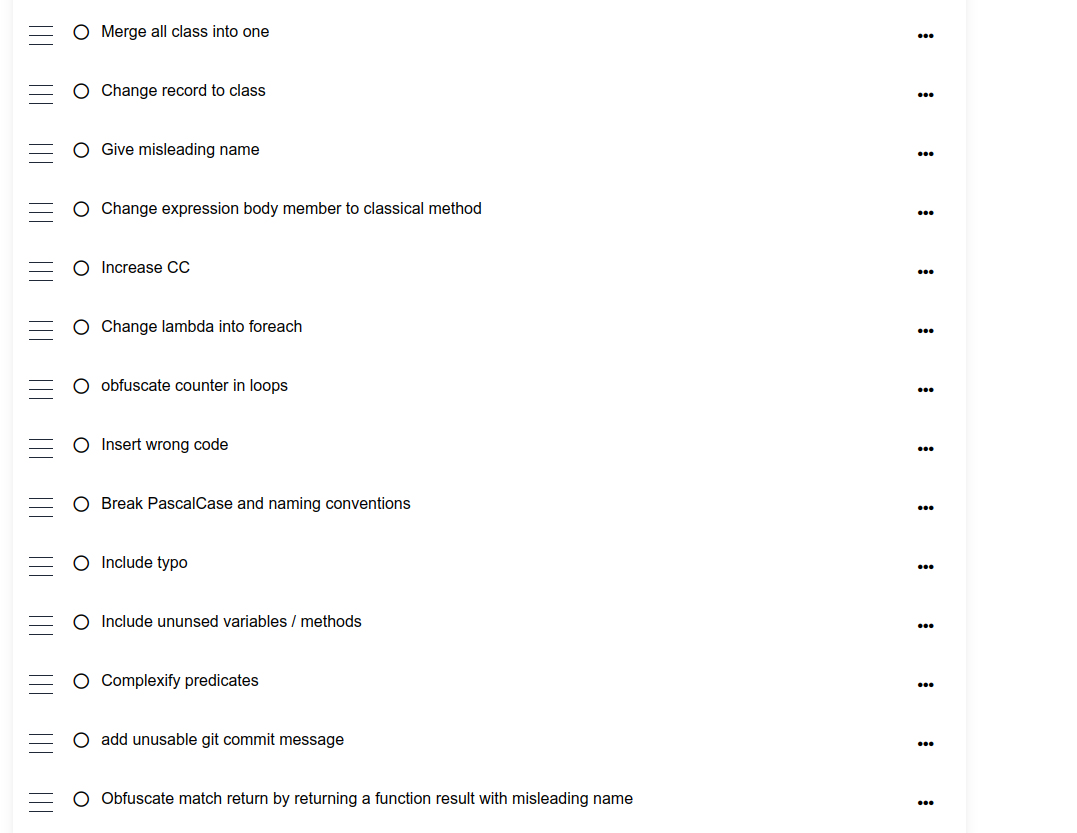 Merge all class into one
Change record to class
Give misleading name
Change expression body member to classical method
Increase CC
Change lambda into foreach
obfuscate counter in loops
Insert wrong code
Break PascalCase and naming conventions
Include typo
Include ununsed variables / methods
Complexify predicates
add unusable git commit message
Obfuscate match return by returning a function result with misleading name